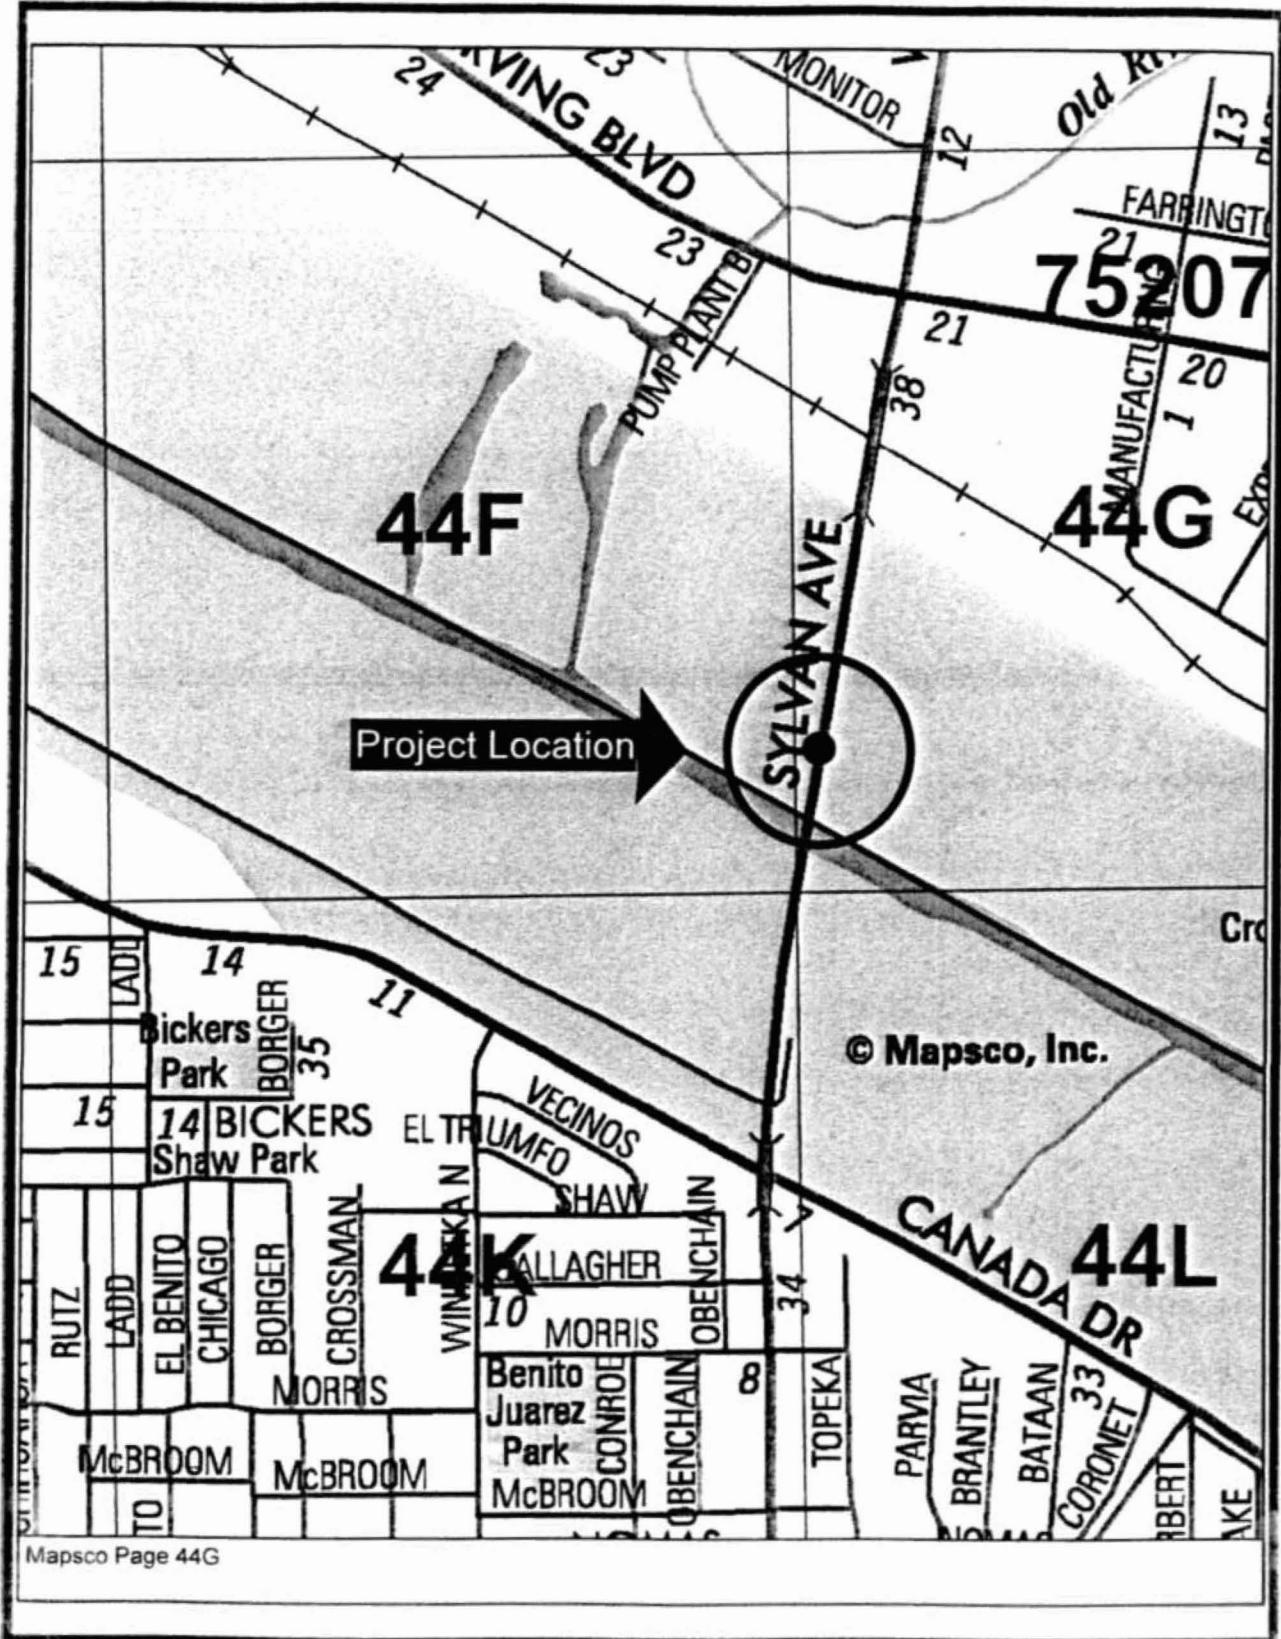 24
RVING BLVD
23
MONITOR
12
Old Ri
13
FARRINGT
21
75207
23
PUMP PLANT B
21
20
38
MANUFACTURING
1
44F
44G
SYLVAN AVE
Project Location
Cro
15
LADD
14
11
Bickers
Park
BORGER
35
© Mapsco, Inc.
15
14
BICKERS
Shaw Park
EL TRIUMFO
VECINOS
SHAW
WINNETKA N
OBENCHAIN
7
CANADA DR
44K
44L
GALLAGHER
34
10
MORRIS
RUTZ
LADD
EL BENITO
CHICAGO
BORGER
CROSSMAN
MORRIS
Benito
Juarez
Park
CONROE
OBENCHAIN
8
TOPEKA
PARVIA
BRANTLEY
BATAAN
33
CORONET
McBROOM
McBROOM
McBROOM
TO
RBERT
AKE
Mapsco Page 44G